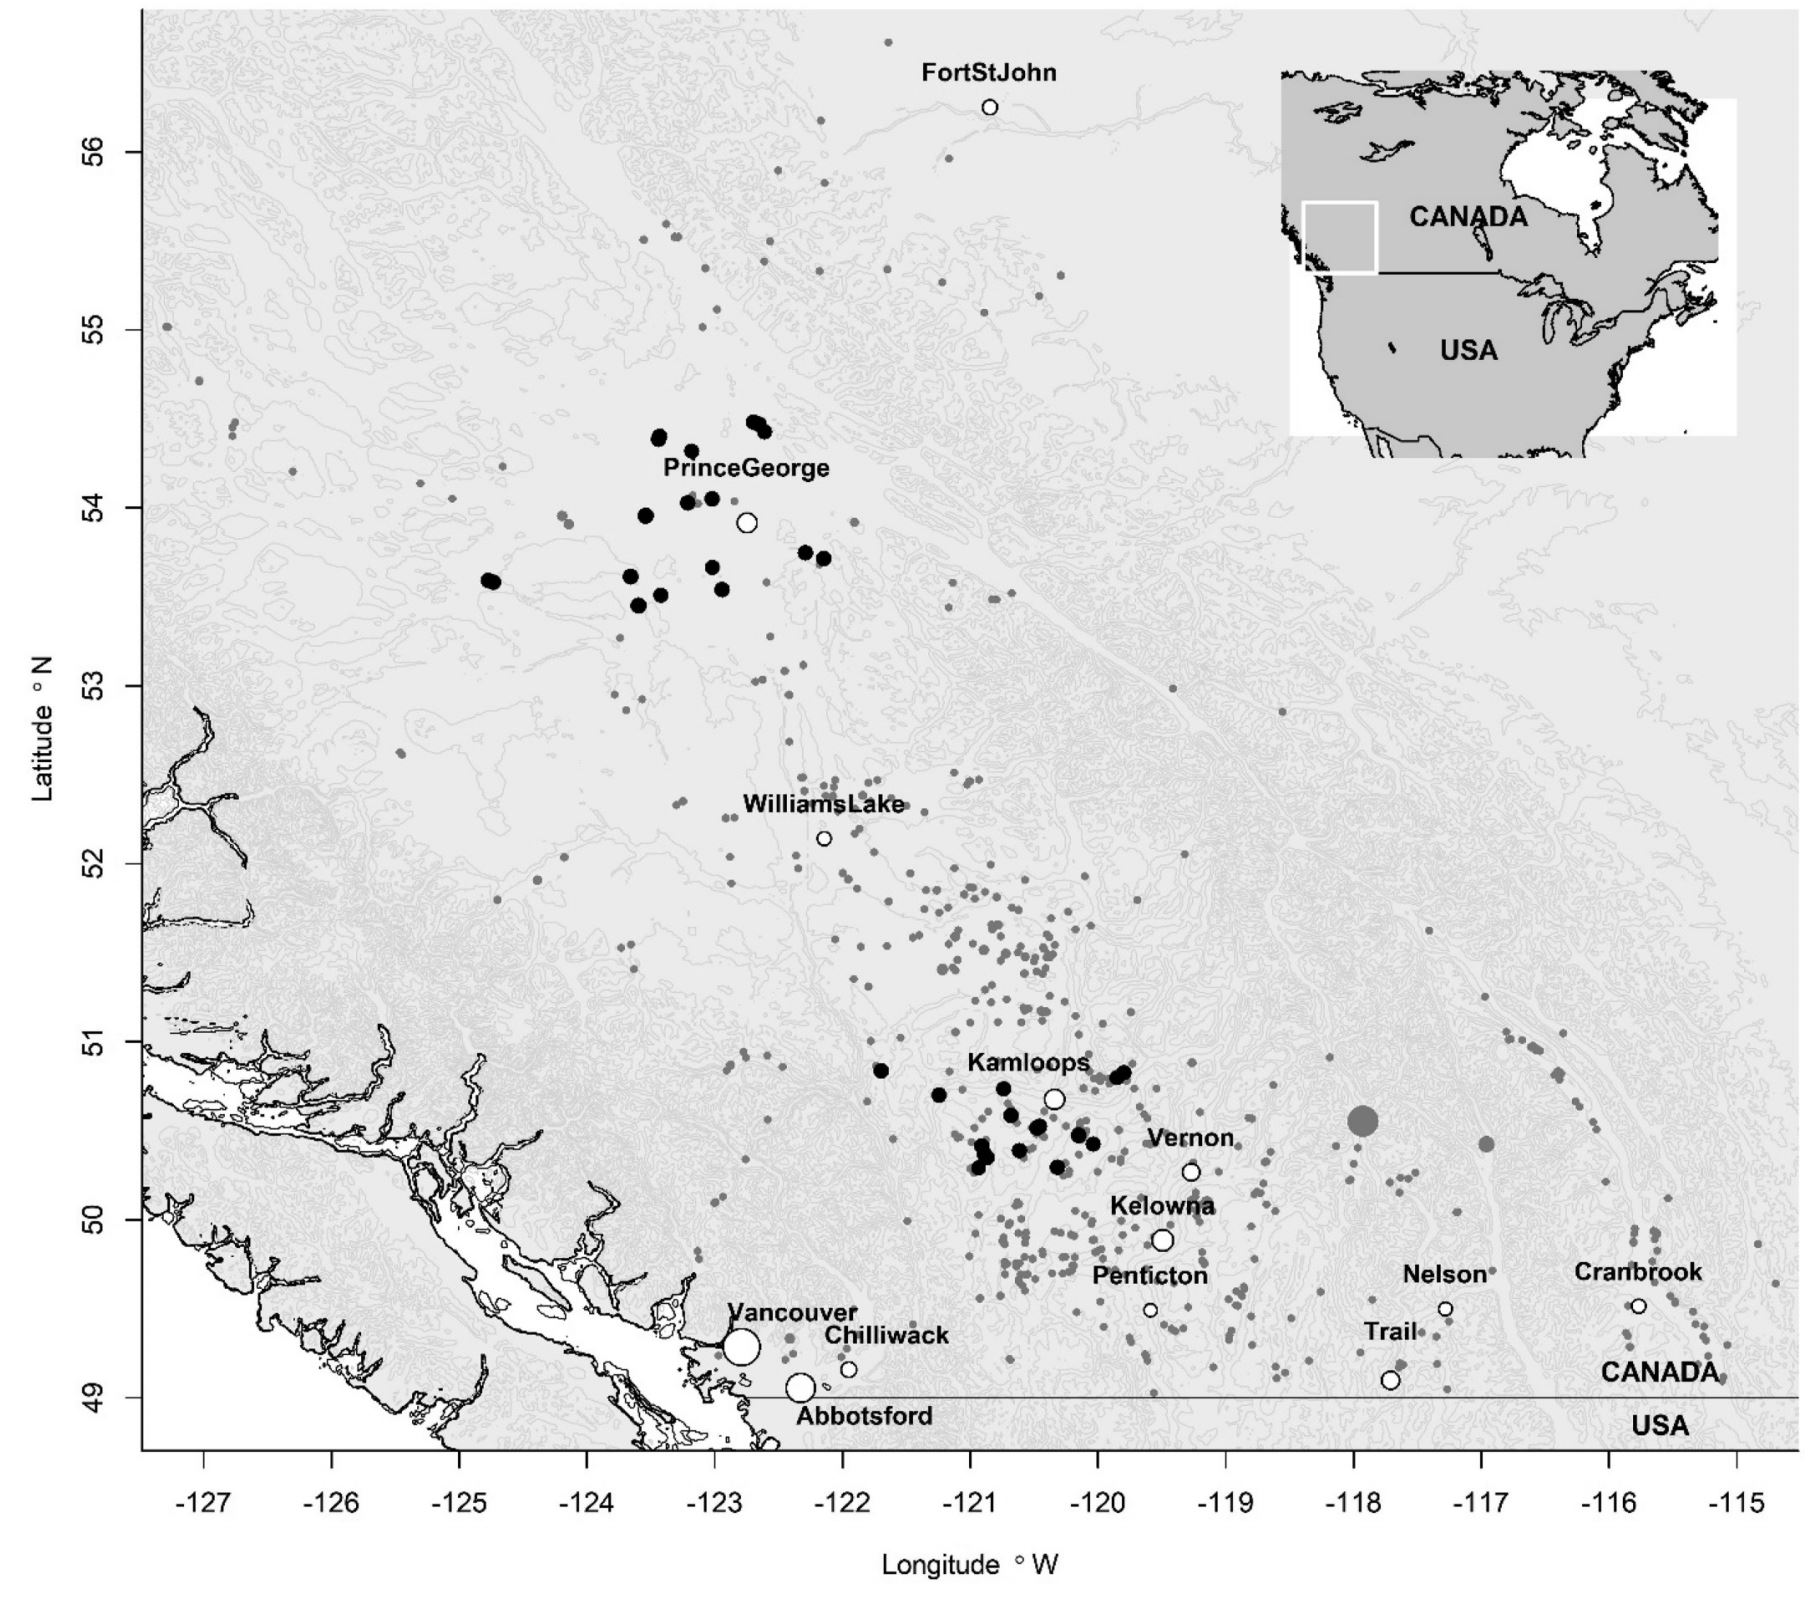 FortStJohn
CANADA
USA
PrinceGeorge
WilliamsLake
Kamloops
Vernon
Kelowna
Penticton
Nelson
Cranbrook
Vancouver
Chilliwack
Trail
CANADA
Abbotsford
USA
56
55
54
53
52
51
50
49
Latitude ° N
-127 -126 -125 -124 -123 -122 -121 -120 -119 -118 -117 -116 -115
Longitude ° W